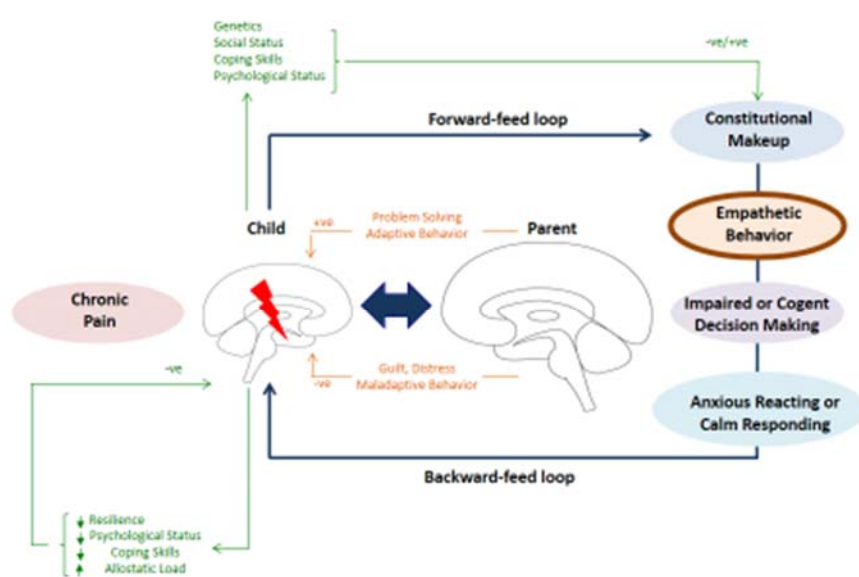 Genetics
Social Status
Coping Skills
Psychological Status
-ve/+ve
Forward-feed loop
Constitutional
Makeup
Child
+ve
Problem Solving
Adaptive Behavior
Parent
Empathetic
Behavior
Chronic
Pain
Impaired or Cogent
Decision Making
-ve
Guilt, Distress
-ve
Maladaptive Behavior
Anxious Reacting or
Calm Responding
Backward-feed loop
Resilience
Psychological Status
Coping Skills
Allostatic Load